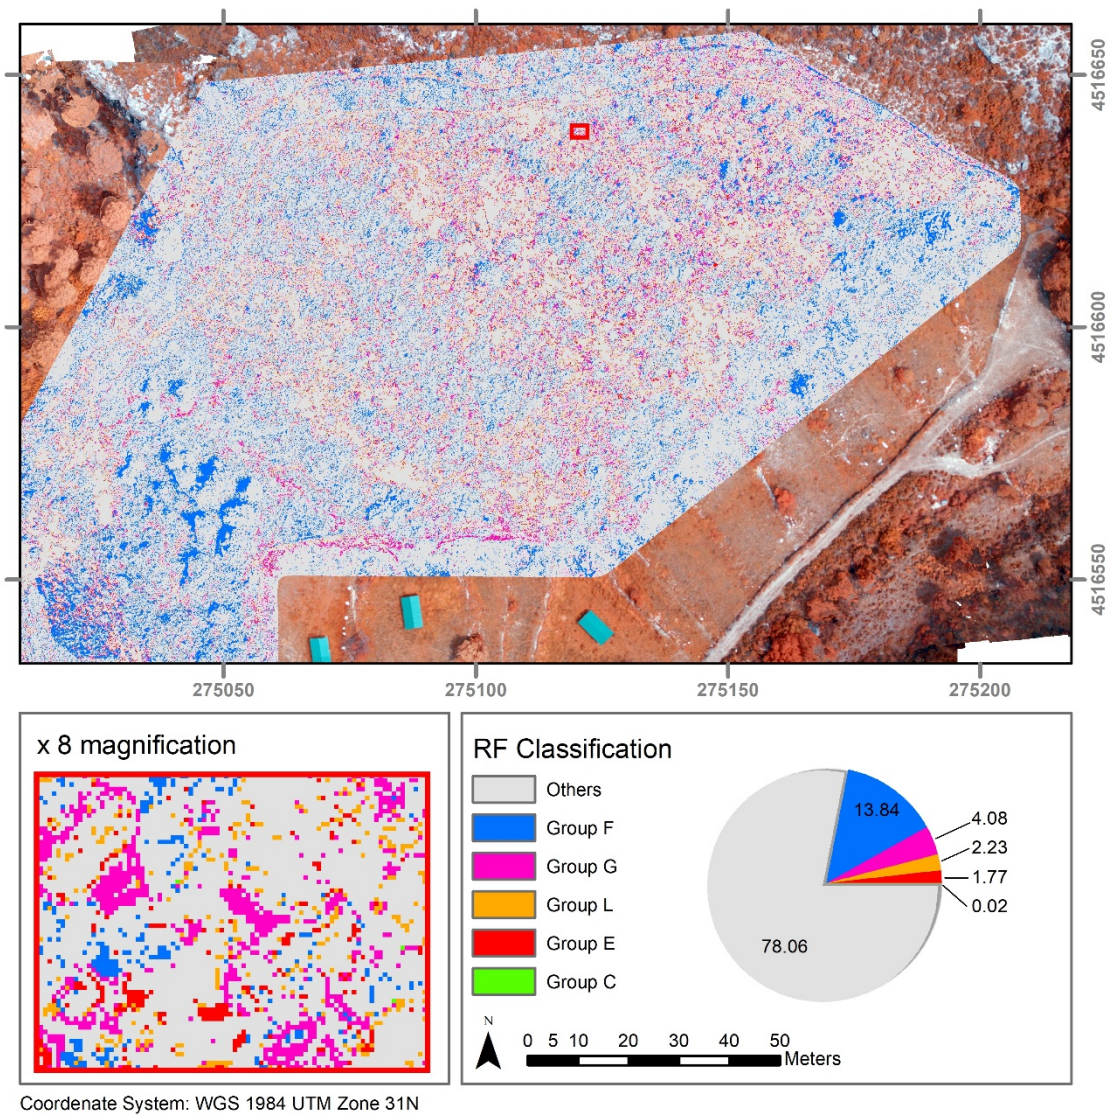 4516650
4516600
4516550
275050
275100
275150
275200
x 8 magnification
RF Classification
Others
Group F
Group G
Group L
Group E
Group C
13.84
4.08
2.23
1.77
0.02
78.06
N
0 5 10 20 30 40 50
Meters
Coordenate System: WGS 1984 UTM Zone 31N